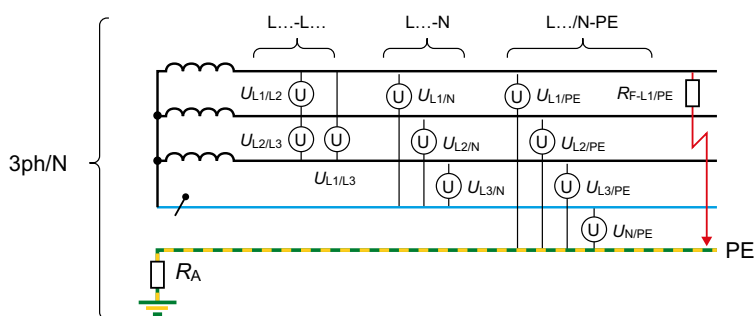 L…-L…
L…-N
L…/N-PE
3ph/N
U UL1/L2
U UL2/L3
U UL1/L3
U UL1/N
U UL2/N
U UL3/N
U UL1/PE
U UL2/PE
U UL3/PE
U UN/PE
RF-L1/PE
PE
RA